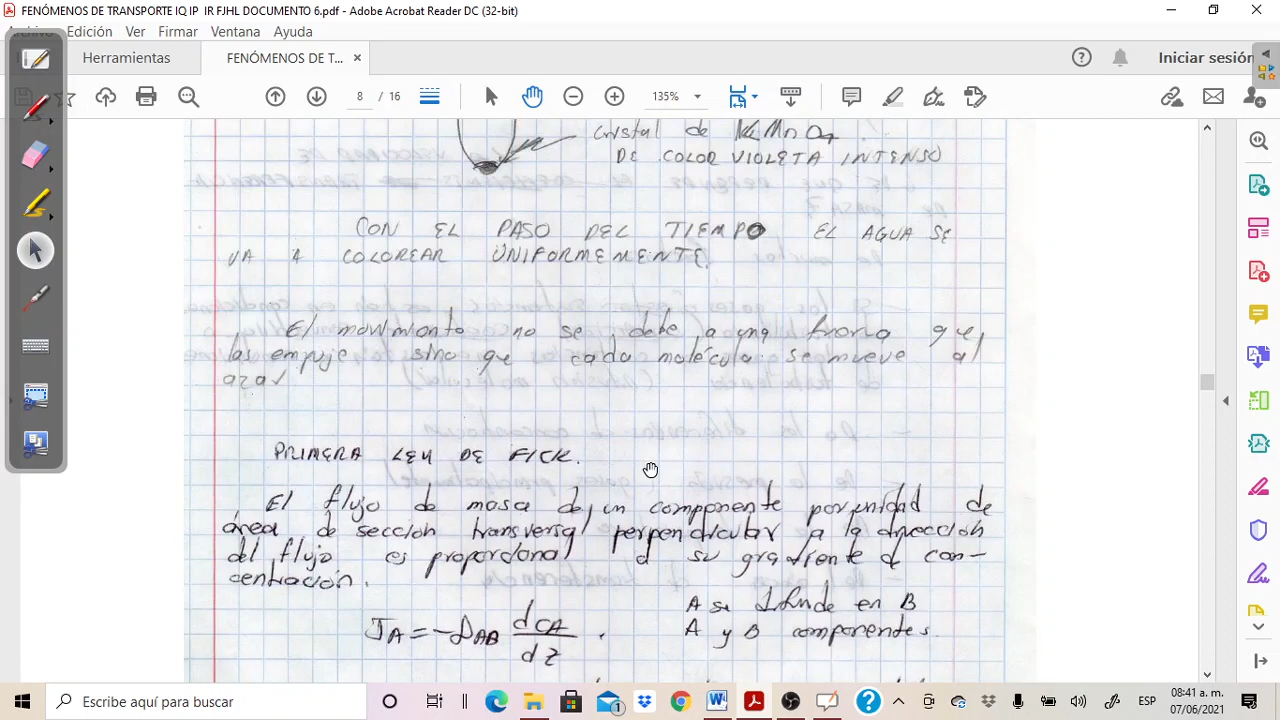 FENÓMENOS DE TRANSPORTE IQ IP IR FJHL DOCUMENTO 6.pdf - Adobe Acrobat Reader DC (32-bit)
Archivo Edición Ver Firmar Ventana Ayuda
Herramientas FENÓMENOS DE T... Iniciar sesión
8 / 16 135%
cristal de KMnO4
DE COLOR VIOLETA INTENSO
CON EL PASO DEL TIEMPO EL AGUA SE
VA A COLOREAR UNIFORMEMENTE.
El movimiento no se debe a una fuerza que
las empuje, sino que cada molécula se mueve al
azar
PRIMERA LEY DE FICK.
El flujo de masa de un componente por unidad de
área de sección transversal perpendicular a la dirección
del flujo es proporcional a su gradiente de con-
centración.
A se difunde en B
JA = -DAB dCA/dz .
A y B componentes.
Escribe aquí para buscar
1
ESP
08:41 a. m.
07/06/2021